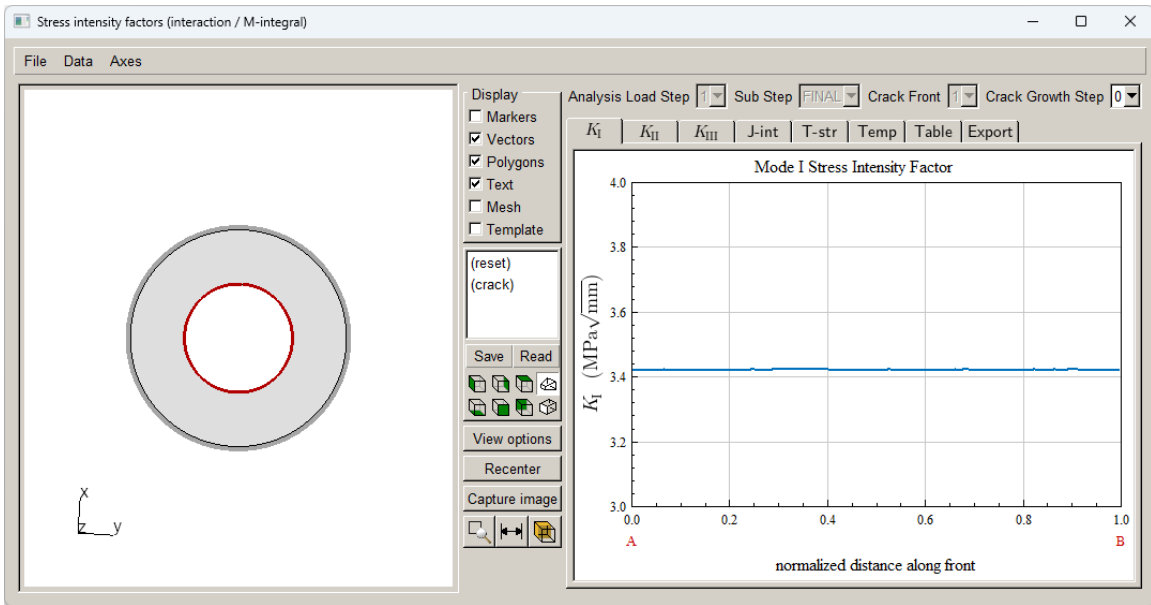 Stress intensity factors (interaction / M-integral)
File Data Axes
Display
Markers
Vectors
Polygons
Text
Mesh
Template
(reset)
(crack)
Save Read
View options
Recenter
Capture image
x
z y
Analysis Load Step 1 Sub Step FINAL Crack Front 1 Crack Growth Step 0
K_I K_II K_III J-int T-str Temp Table Export
Mode I Stress Intensity Factor
4.0
3.8
3.6
3.4
3.2
3.0
K_I (MPa√mm)
0.0 0.2 0.4 0.6 0.8 1.0
A B
normalized distance along front